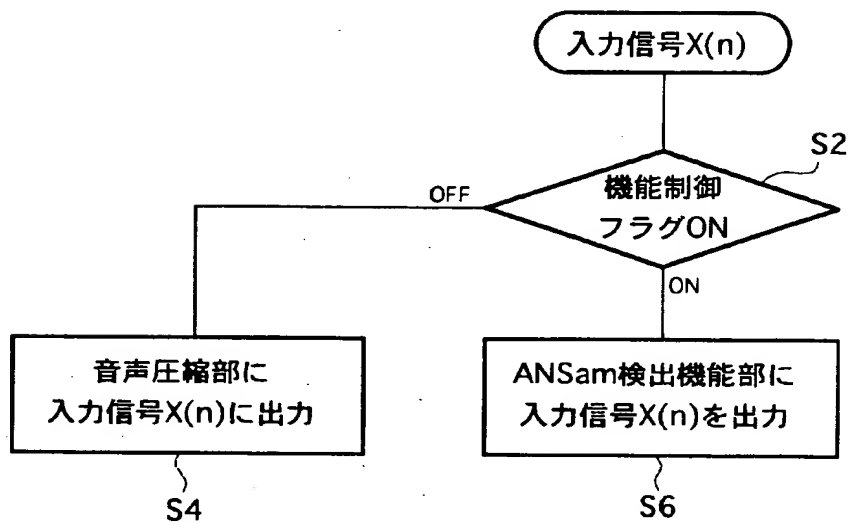 入力信号X(n)
S2
機能制御
フラグON
OFF
ON
音声圧縮部に
入力信号X(n)に出力
S4
ANSam検出機能部に
入力信号X(n)を出力
S6